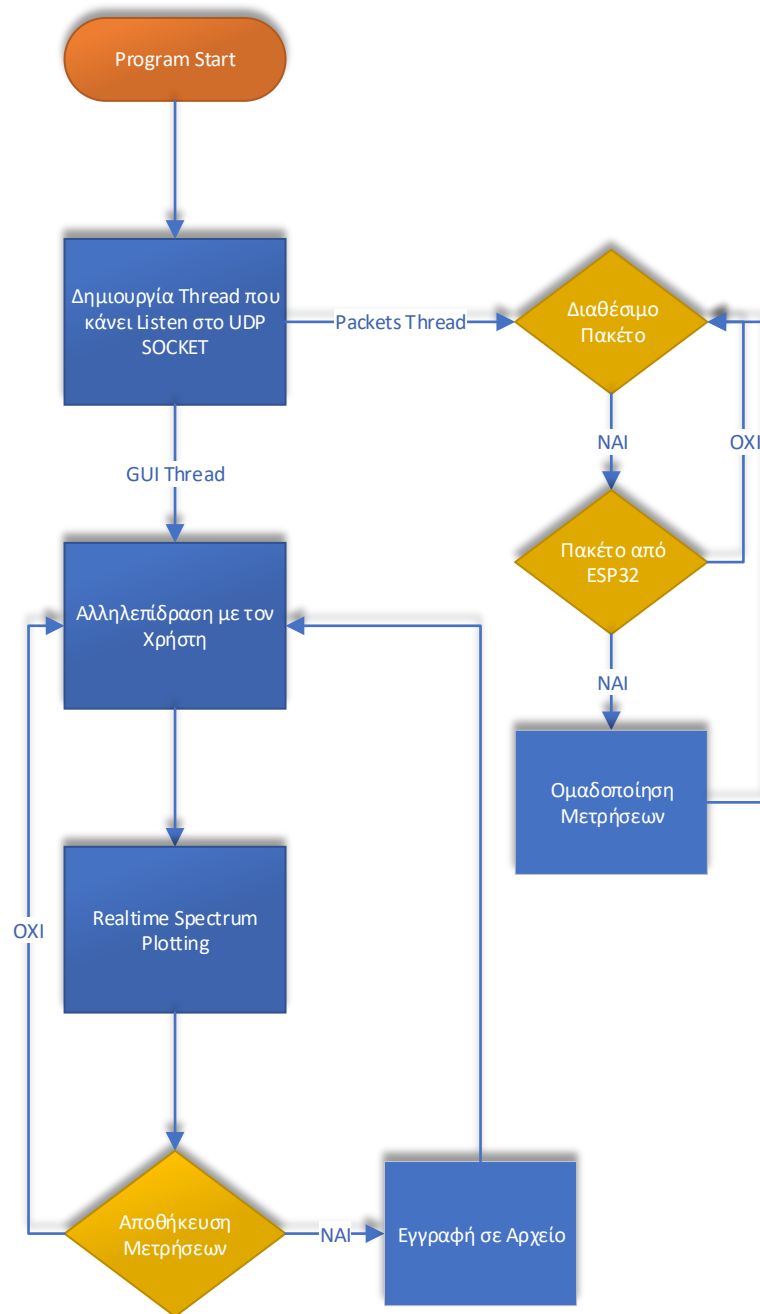 Program Start
Δημιουργία Thread που
κάνει Listen στο UDP
SOCKET
Packets Thread
Διαθέσιμο
Πακέτο
ΝΑΙ
ΟΧΙ
GUI Thread
Πακέτο από
ESP32
Αλληλεπίδραση με τον
Χρήστη
ΝΑΙ
Ομαδοποίηση
Μετρήσεων
Realtime Spectrum
Plotting
ΟΧΙ
Αποθήκευση
Μετρήσεων
ΝΑΙ
Εγγραφή σε Αρχείο